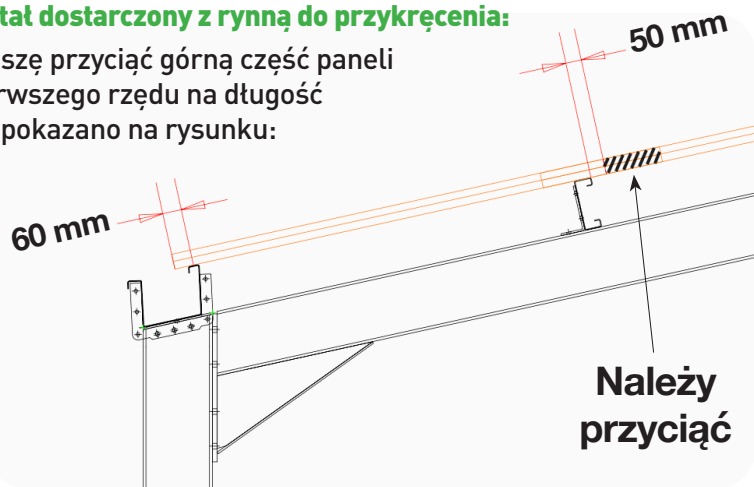 tał dostarczony z rynną do przykręcenia:
szę przyciąć górną część paneli
rwszego rzędu na długość
pokazano na rysunku:
50 mm
60 mm
Należy
przyciąć